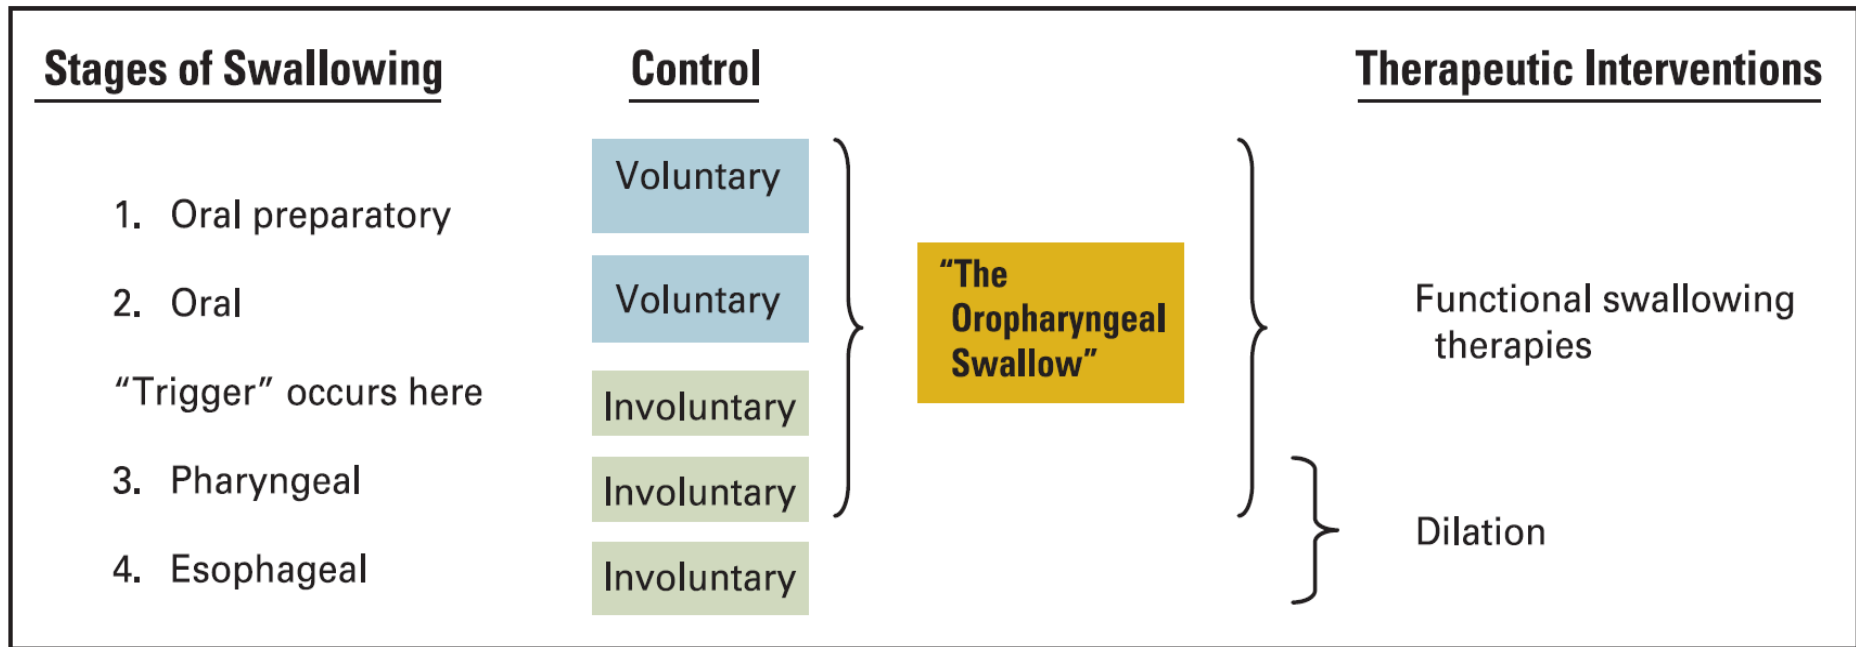 Stages of Swallowing
Control
Therapeutic Interventions
1. Oral preparatory
Voluntary
2. Oral
Voluntary
“Trigger” occurs here
Involuntary
3. Pharyngeal
Involuntary
4. Esophageal
Involuntary
“The
Oropharyngeal
Swallow”
Functional swallowing
therapies
Dilation